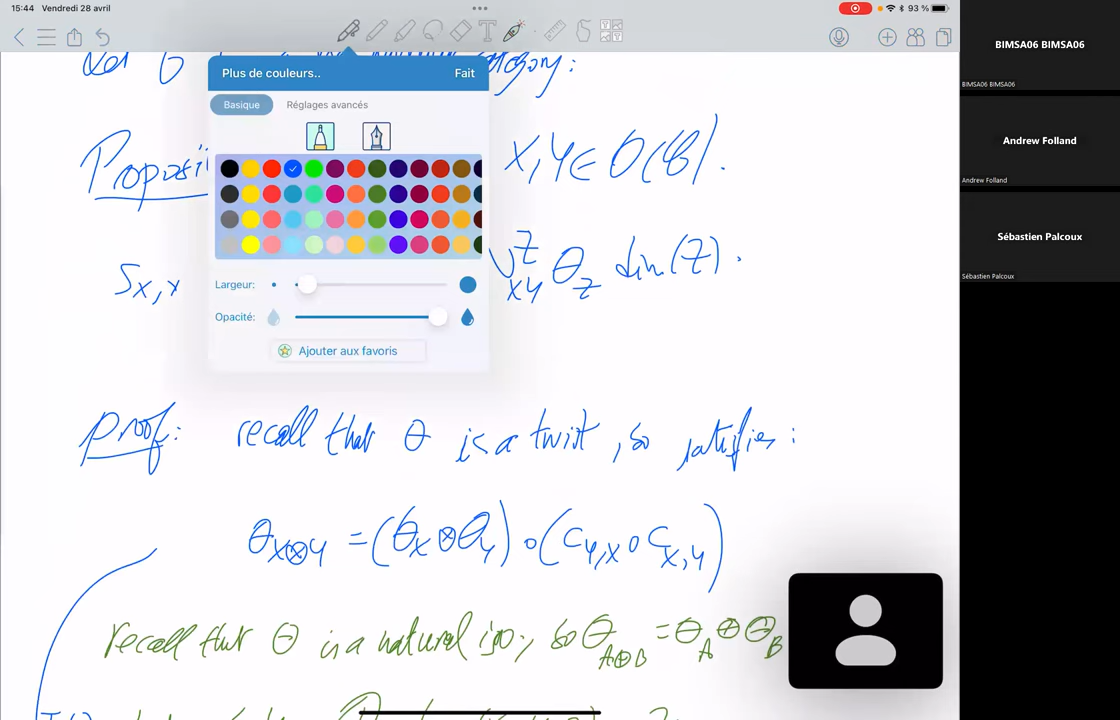 15:44 Vendredi 28 avril
93 %
Let
category:
Plus de couleurs..
Fait
Basique
Réglages avancés
Largeur:
Opacité:
Ajouter aux favoris
X,Y ∈ O(C).
S_{X,Y
_{XY}^{Z} θ_Z dim(Z).
Proof: recall that θ is a twist, so satisfies:
θ_{X⊗Y} = (θ_X ⊗ θ_Y) ∘ (c_{Y,X} ∘ c_{X,Y})
recall that θ is a natural iso, so θ_{A⊕B} = θ_A ⊕ θ_B
BIMSA06 BIMSA06
BIMSA06 BIMSA06
Andrew Folland
Andrew Folland
Sébastien Palcoux
Sébastien Palcoux